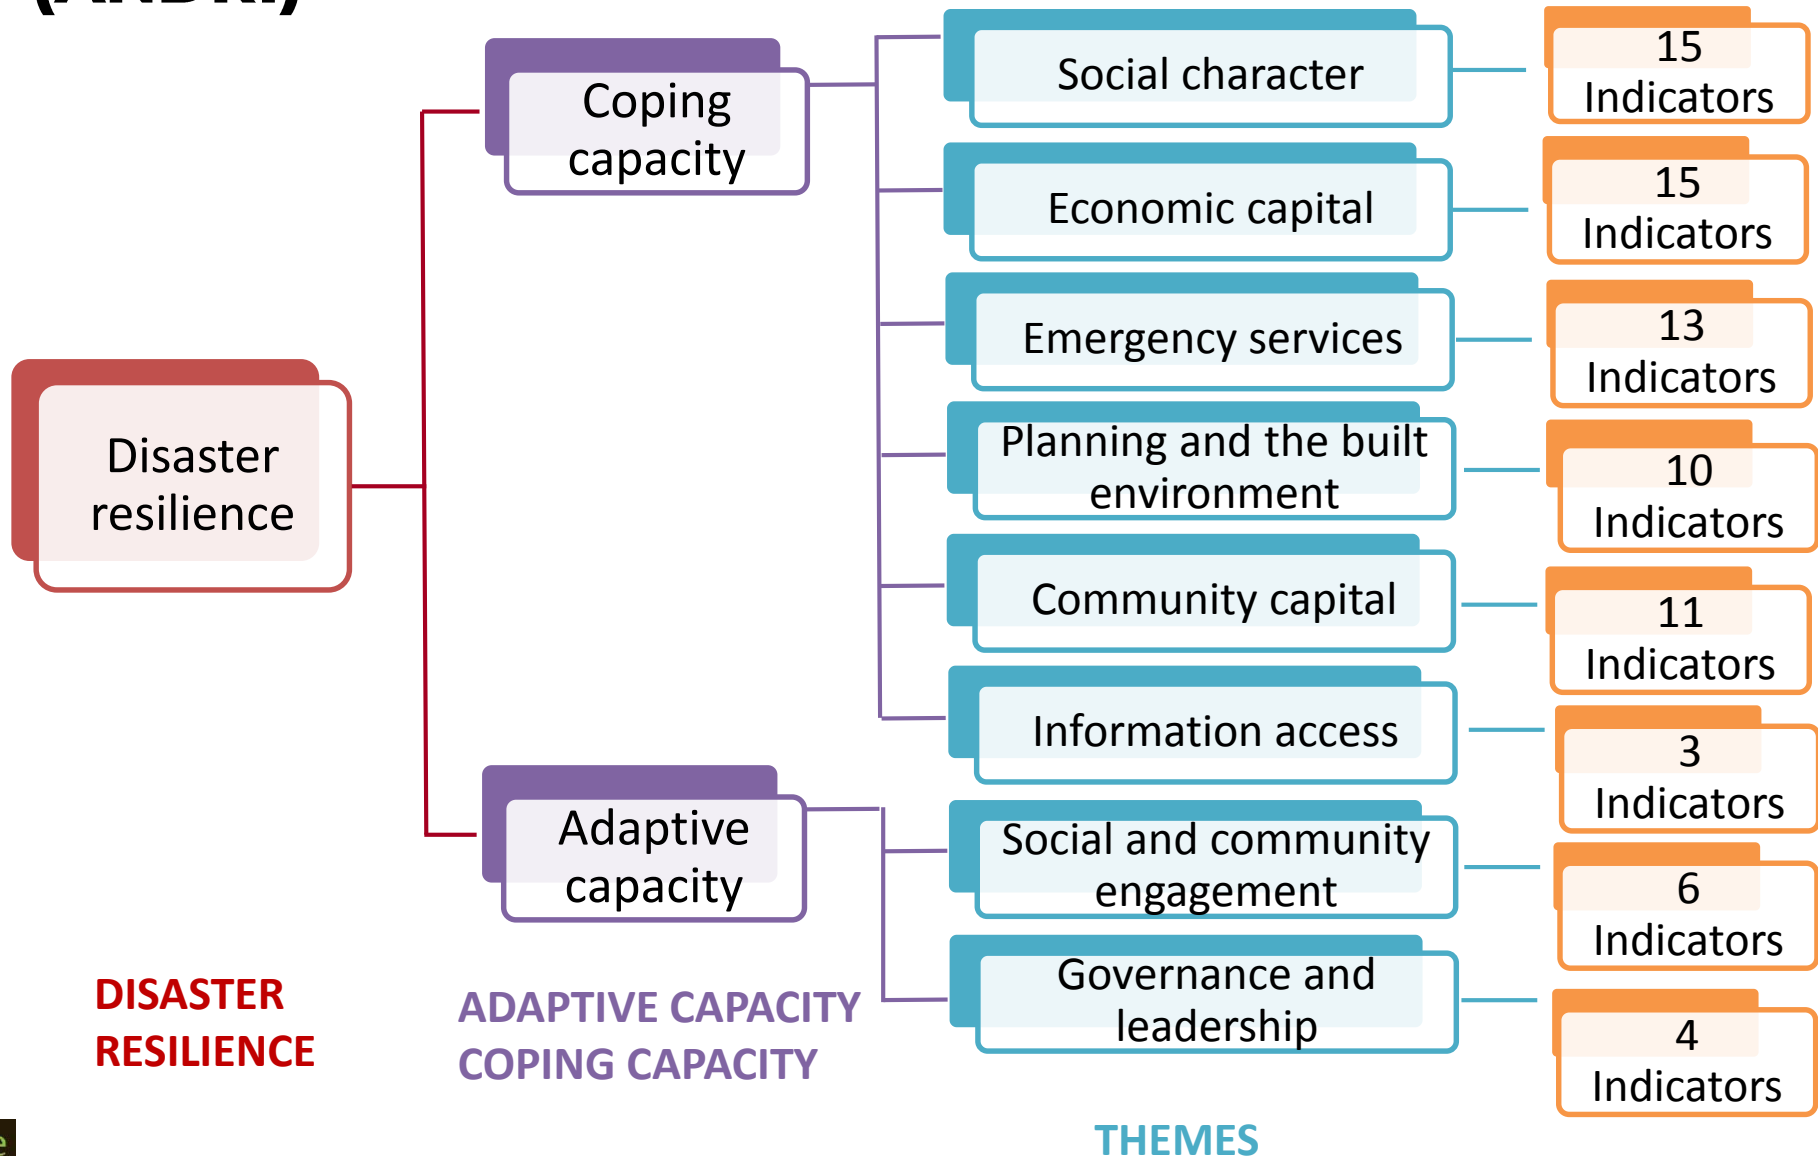 Disaster
resilience
Coping
capacity
Social character
15
Indicators
Economic capital
15
Indicators
Emergency services
13
Indicators
Planning and the built
environment
10
Indicators
Community capital
11
Indicators
Information access
3
Indicators
Adaptive
capacity
Social and community
engagement
6
Indicators
Governance and
leadership
4
Indicators
DISASTER
RESILIENCE
ADAPTIVE CAPACITY
COPING CAPACITY
THEMES